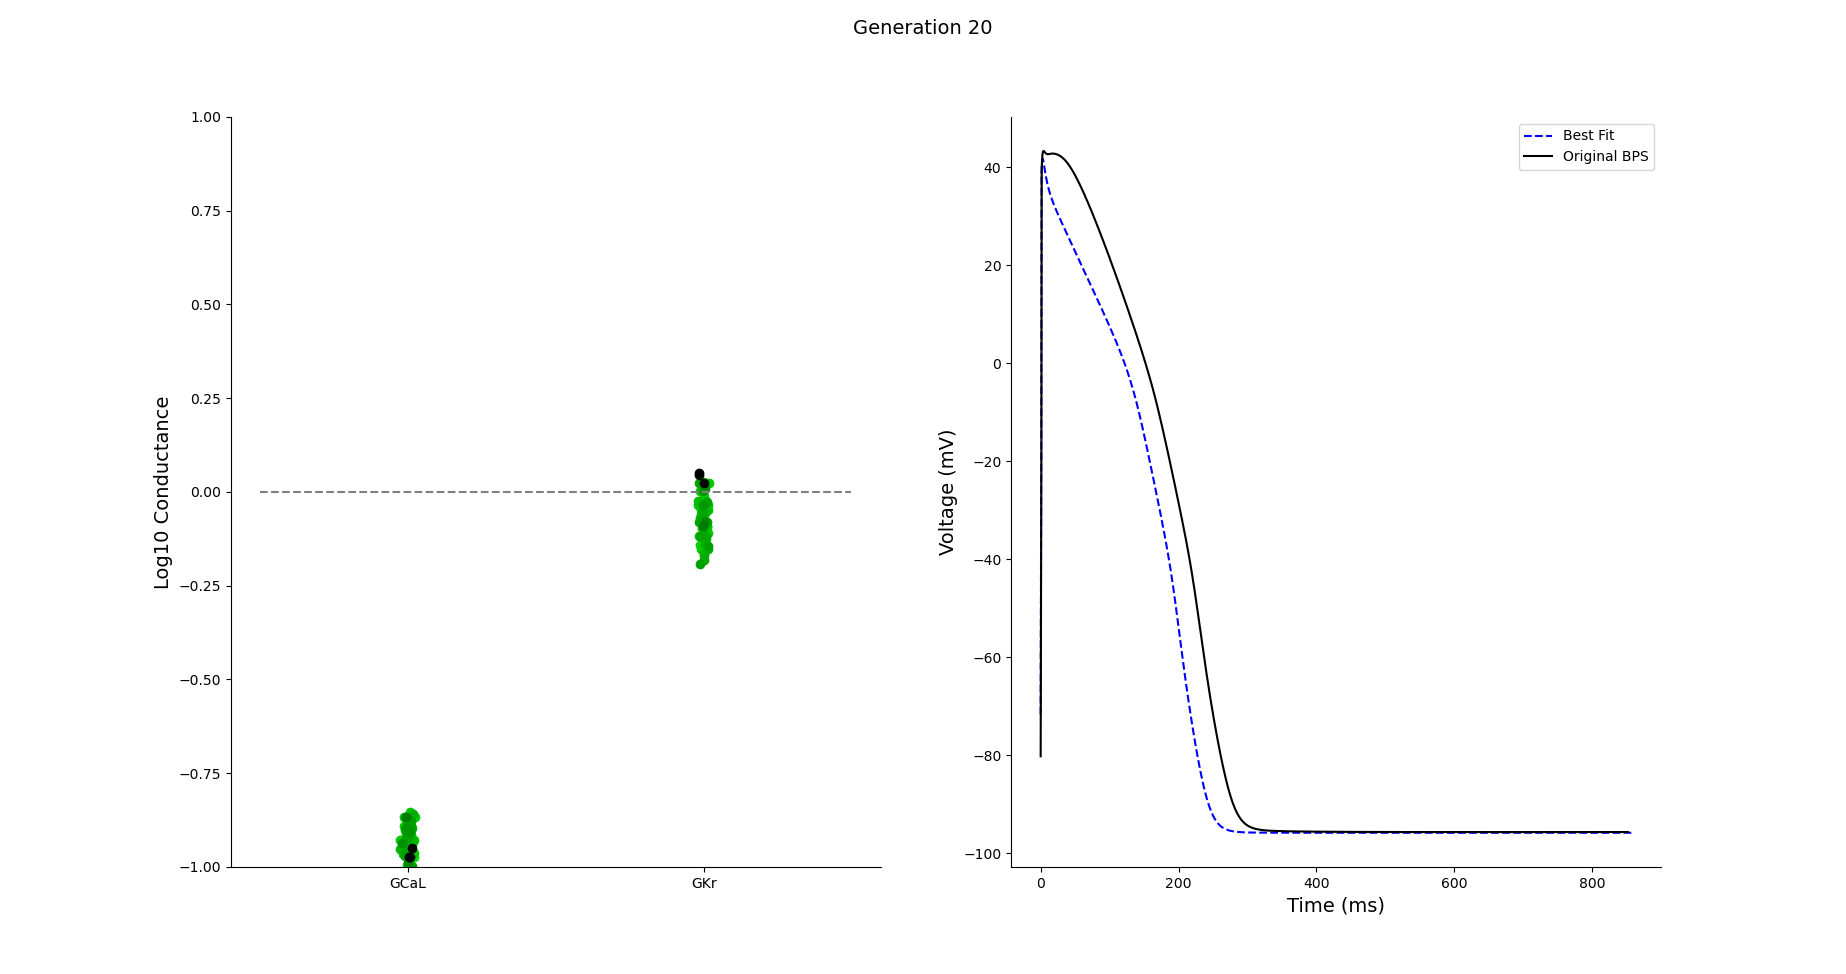 Generation 20
1.00
0.75
0.50
0.25
0.00
−0.25
−0.50
−0.75
−1.00
Log10 Conductance
GCaL
GKr
40
20
0
−20
−40
−60
−80
−100
Voltage (mV)
0
200
400
600
800
Time (ms)
Best Fit
Original BPS